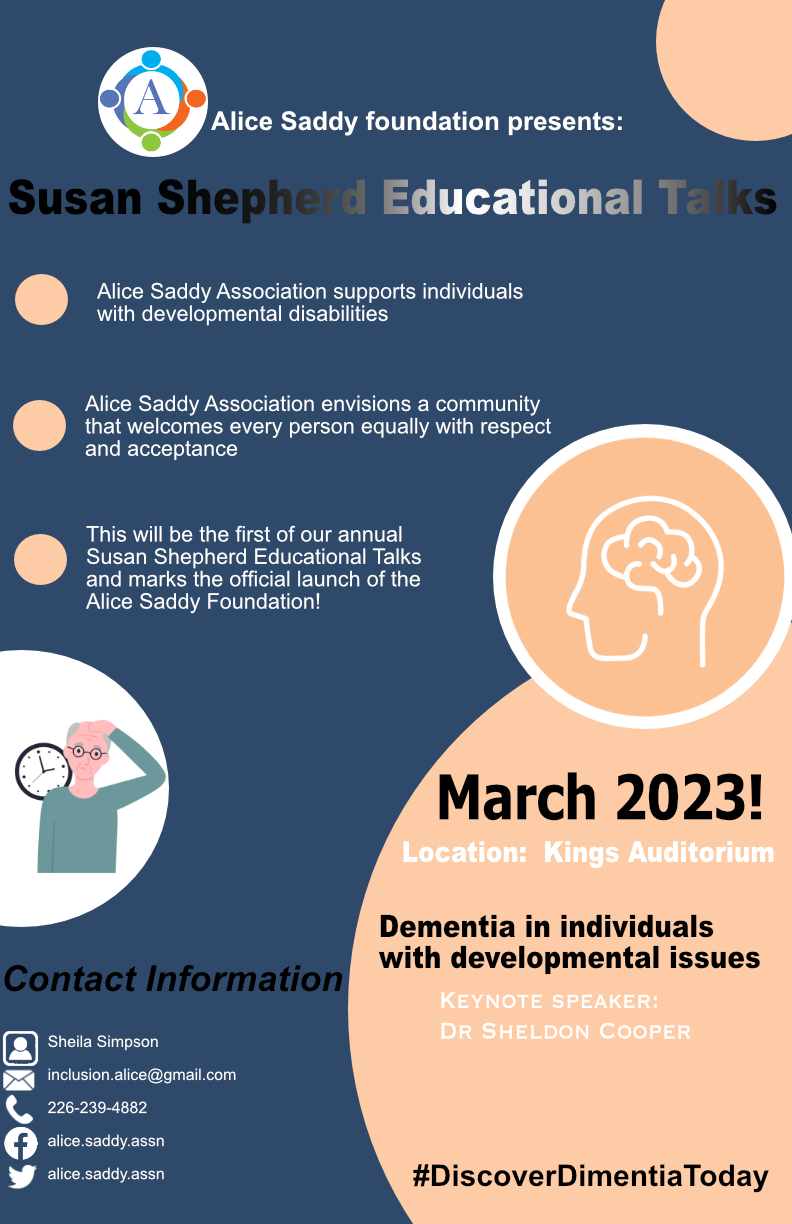 A
Alice Saddy foundation presents:
Susan Shepherd Educational Talks
Alice Saddy Association supports individuals
with developmental disabilities
Alice Saddy Association envisions a community
that welcomes every person equally with respect
and acceptance
This will be the first of our annual
Susan Shepherd Educational Talks
and marks the official launch of the
Alice Saddy Foundation!
March 2023!
Location: Kings Auditorium
Dementia in individuals
with developmental issues
Keynote speaker:
Dr Sheldon Cooper
Contact Information
Sheila Simpson
inclusion.alice@gmail.com
226-239-4882
alice.saddy.assn
alice.saddy.assn
#DiscoverDimentiaToday